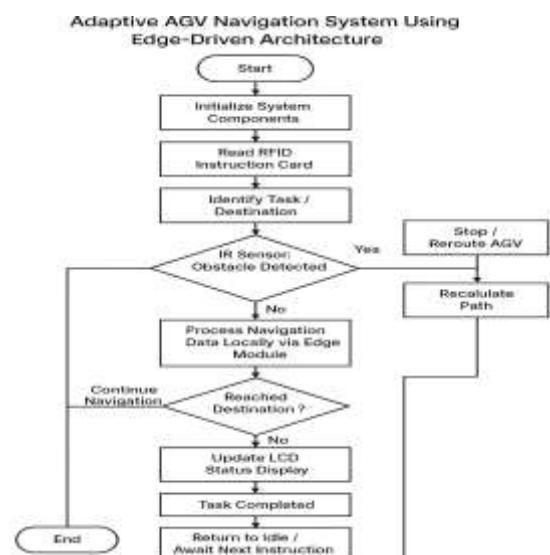 Adaptive AGV Navigation System Using
Edge-Driven Architecture
Start
Initialize System
Components
Read RFID
Instruction Card
Identify Task /
Destination
IR Sensor:
Obstacle Detected
Yes
Stop /
Reroute AGV
Recalulate
Path
No
Process Navigation
Data Locally via Edge
Module
Continue
Navigation
Reached
Destination ?
No
Update LCD
Status Display
Task Completed
End
Return to Idle /
Await Next Instruction